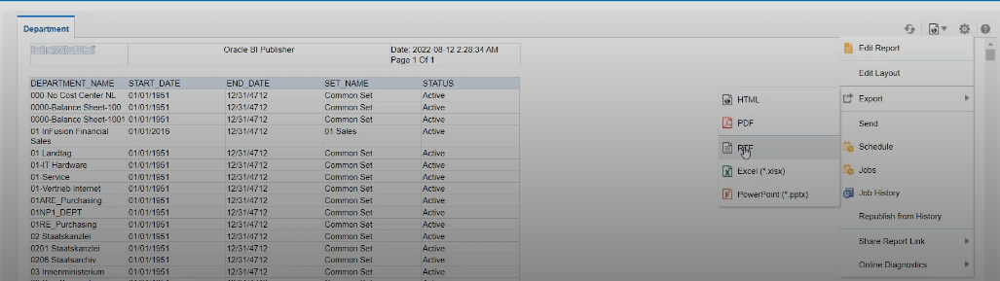 Department
Oracle BI Publisher
Date: 2022-08-12 2:28:34 AM
Page 1 Of 1
DEPARTMENT_NAME START_DATE END_DATE SET_NAME STATUS
000-No Cost Center NL 01/01/1951 12/31/4712 Common Set Active
0000-Balance Sheet-100 01/01/1951 12/31/4712 Common Set Active
0000-Balance Sheet-1001 01/01/1951 12/31/4712 Common Set Active
01 InFusion Financial Sales 01/01/2015 12/31/4712 01 Sales Active
01 Landtag 01/01/1951 12/31/4712 Common Set Active
01-IT Hardware 01/01/1951 12/31/4712 Common Set Active
01-Service 01/01/1951 12/31/4712 Common Set Active
01-Vertrieb Internet 01/01/1951 12/31/4712 Common Set Active
01ARE_Purchasing 01/01/1951 12/31/4712 Common Set Active
01NP1_DEPT 01/01/1951 12/31/4712 Common Set Active
01RE_Purchasing 01/01/1951 12/31/4712 Common Set Active
02 Staatskanzlei 01/01/1951 12/31/4712 Common Set Active
0201 Staatskanzlei 01/01/1951 12/31/4712 Common Set Active
0206 Staatsarchiv 01/01/1951 12/31/4712 Common Set Active
03 Innenministerium 01/01/1951 12/31/4712 Common Set Active
HTML
PDF
RTF
Excel (*.xlsx)
PowerPoint (*.pptx)
Edit Report
Edit Layout
Export
Send
Schedule
Jobs
Job History
Republish from History
Share Report Link
Online Diagnostics